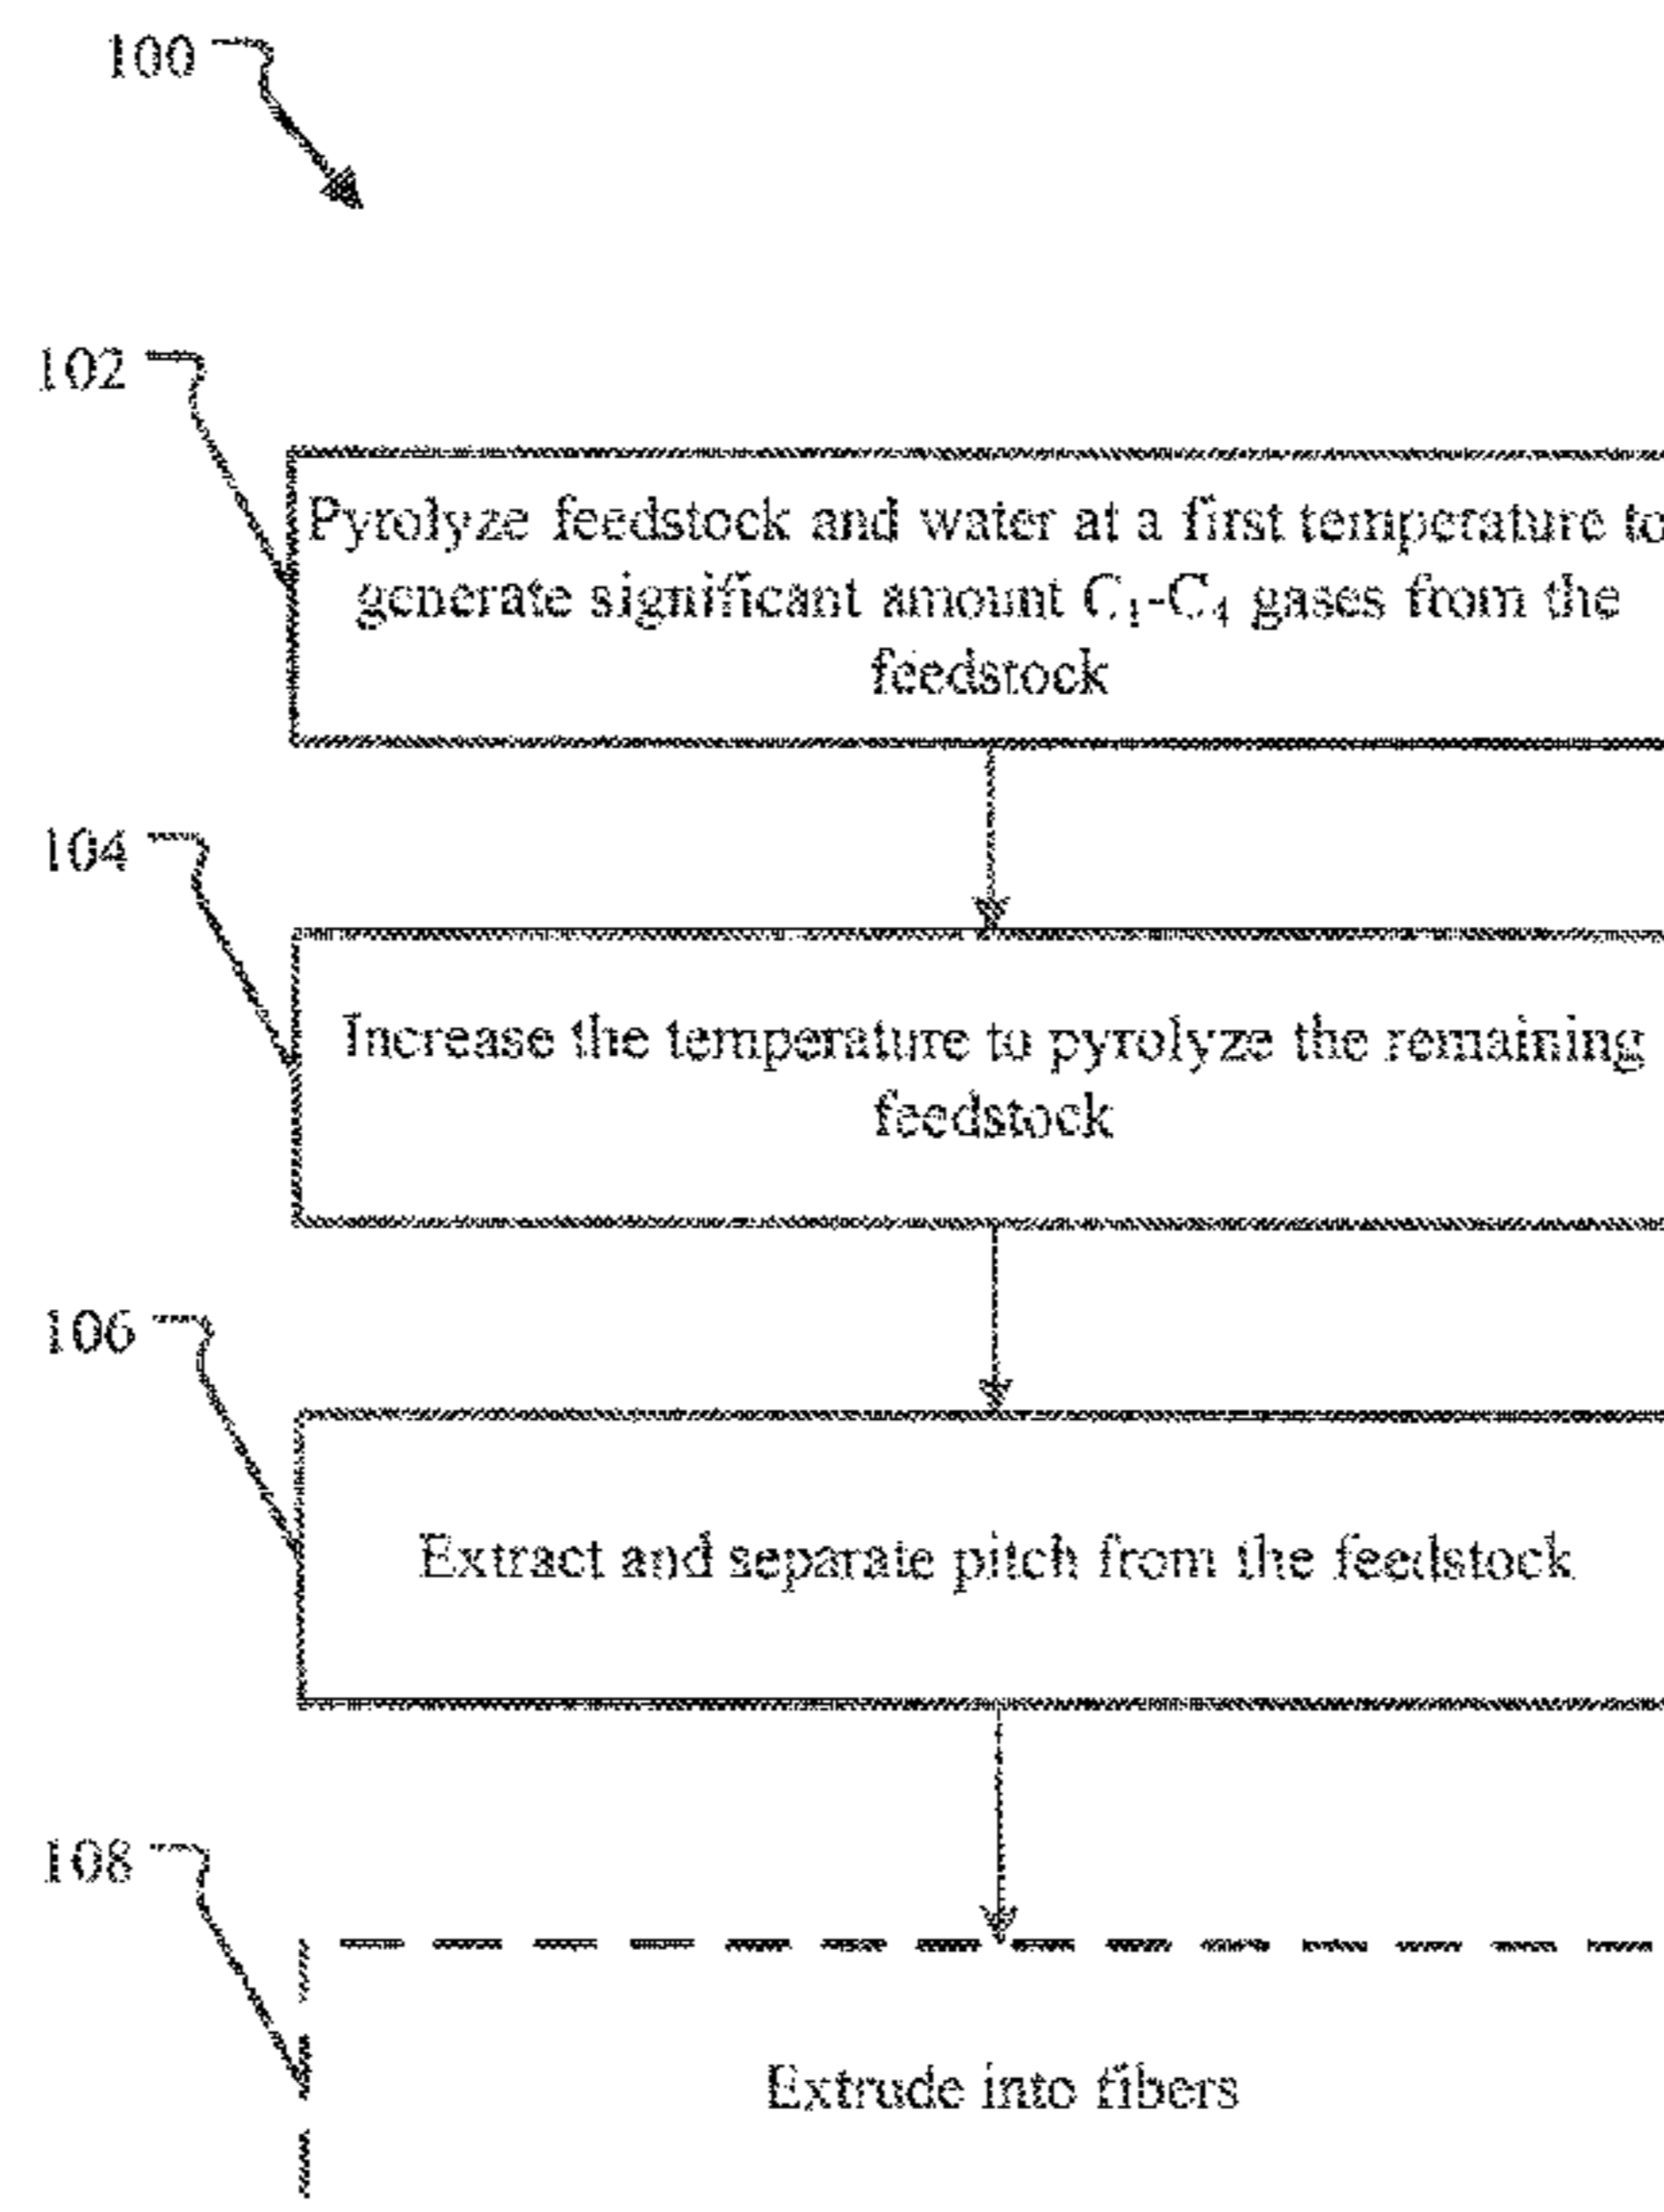 100
102
Pyrolyze feedstock and water at a first temperature to
generate significant amount C₁-C₄ gases from the
feedstock
104
Increase the temperature to pyrolyze the remaining
feedstock
106
Extract and separate pitch from the feedstock
108
Extrude into fibers